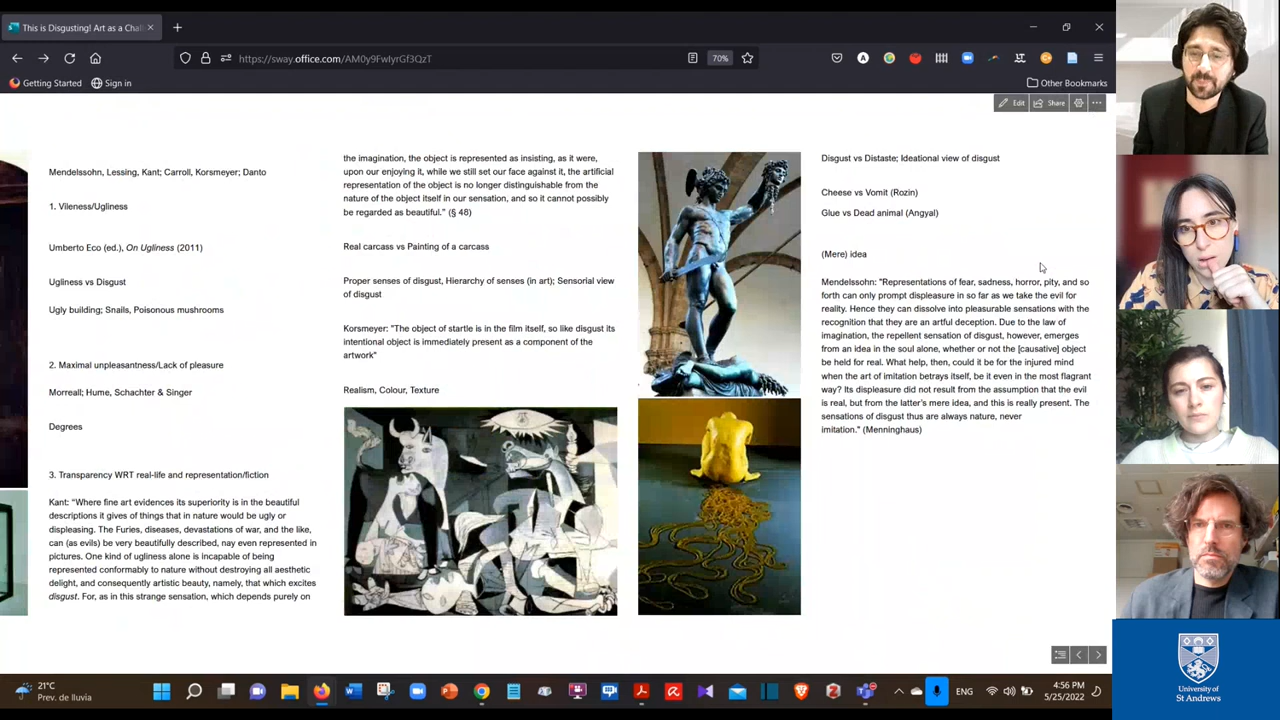 This is Disgusting! Art as a Chal
https://sway.office.com/AM0y9FwIyrGf3QzT
70%
Getting Started
Sign in
Other Bookmarks
Edit
Share
Mendelssohn, Lessing, Kant; Carroll, Korsmeyer; Danto
1. Vileness/Ugliness
Umberto Eco (ed.), On Ugliness (2011)
Ugliness vs Disgust
Ugly building; Snails, Poisonous mushrooms
2. Maximal unpleasantness/Lack of pleasure
Morreall; Hume, Schachter & Singer
Degrees
3. Transparency WRT real-life and representation/fiction
Kant: “Where fine art evidences its superiority is in the beautiful
descriptions it gives of things that in nature would be ugly or
displeasing. The Furies, diseases, devastations of war, and the like,
can (as evils) be very beautifully described, nay even represented in
pictures. One kind of ugliness alone is incapable of being
represented conformably to nature without destroying all aesthetic
delight, and consequently artistic beauty, namely, that which excites
disgust. For, as in this strange sensation, which depends purely on
the imagination, the object is represented as insisting, as it were,
upon our enjoying it, while we still set our face against it, the artificial
representation of the object is no longer distinguishable from the
nature of the object itself in our sensation, and so it cannot possibly
be regarded as beautiful.” (§ 48)
Real carcass vs Painting of a carcass
Proper senses of disgust, Hierarchy of senses (in art); Sensorial view
of disgust
Korsmeyer: "The object of startle is in the film itself, so like disgust its
intentional object is immediately present as a component of the
artwork"
Realism, Colour, Texture
Disgust vs Distaste; Ideational view of disgust
Cheese vs Vomit (Rozin)
Glue vs Dead animal (Angyal)
(Mere) idea
Mendelssohn: "Representations of fear, sadness, horror, pity, and so
forth can only prompt displeasure in so far as we take the evil for
reality. Hence they can dissolve into pleasurable sensations with the
recognition that they are an artful deception. Due to the law of
imagination, the repellent sensation of disgust, however, emerges
from an idea in the soul alone, whether or not the [causative] object
be held for real. What help, then, could it be for the injured mind
when the art of imitation betrays itself, be it even in the most flagrant
way? Its displeasure did not result from the assumption that the evil
is real, but from the latter's mere idea, and this is really present. The
sensations of disgust thus are always nature, never
imitation." (Menninghaus)
University of
St Andrews
21°C
Prev. de lluvia
ENG
4:56 PM
5/25/2022